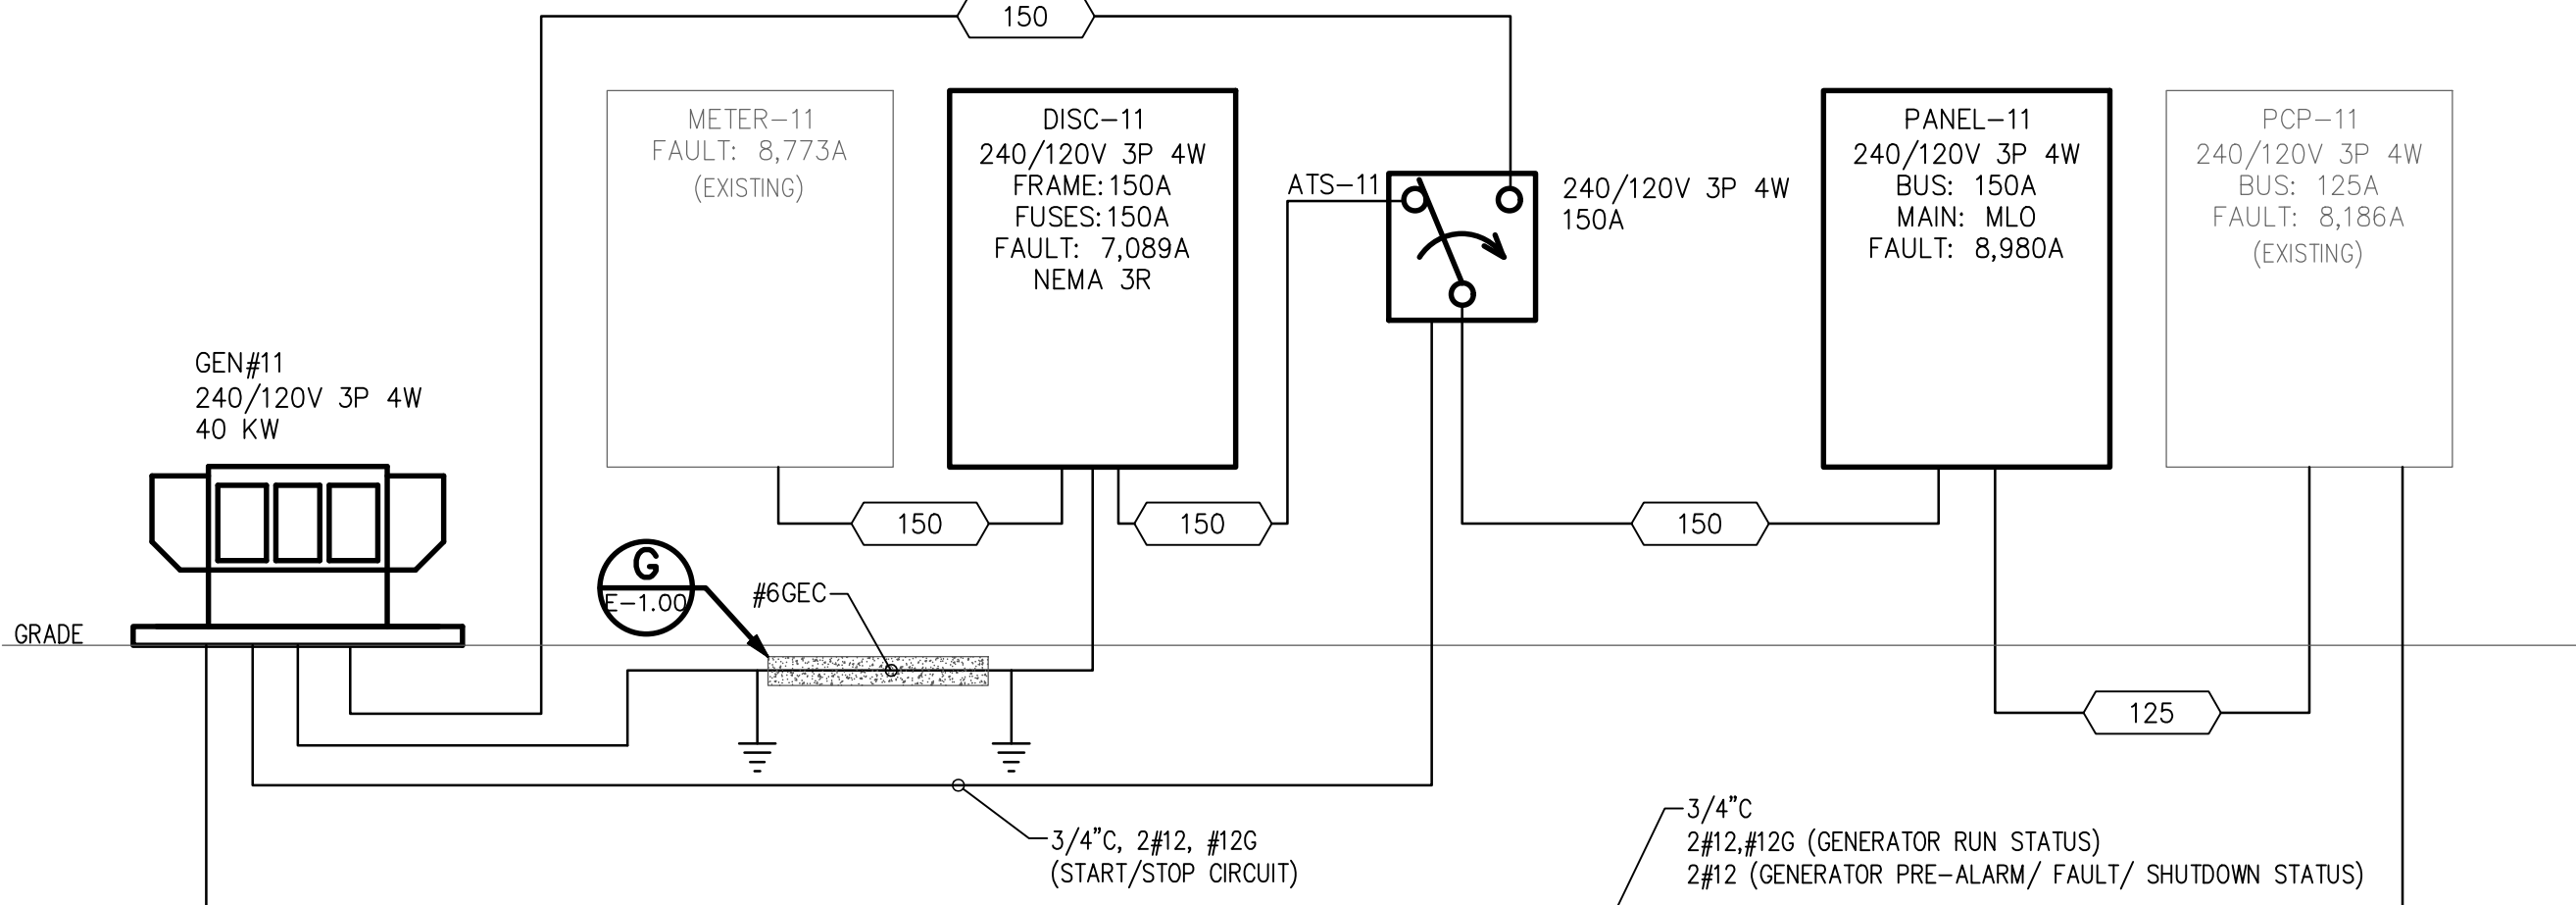 150
METER-11
FAULT: 8,773A
(EXISTING)
DISC-11
240/120V 3P 4W
FRAME: 150A
FUSES: 150A
FAULT: 7,089A
NEMA 3R
ATS-11
240/120V 3P 4W
150A
PANEL-11
240/120V 3P 4W
BUS: 150A
MAIN: MLO
FAULT: 8,980A
PCP-11
240/120V 3P 4W
BUS: 125A
FAULT: 8,186A
(EXISTING)
GEN#11
240/120V 3P 4W
40 KW
150
150
150
G
E-1.00
#6GEC
GRADE
125
3/4"C, 2#12, #12G
(START/STOP CIRCUIT)
3/4"C
2#12,#12G (GENERATOR RUN STATUS)
2#12 (GENERATOR PRE-ALARM/ FAULT/ SHUTDOWN STATUS)